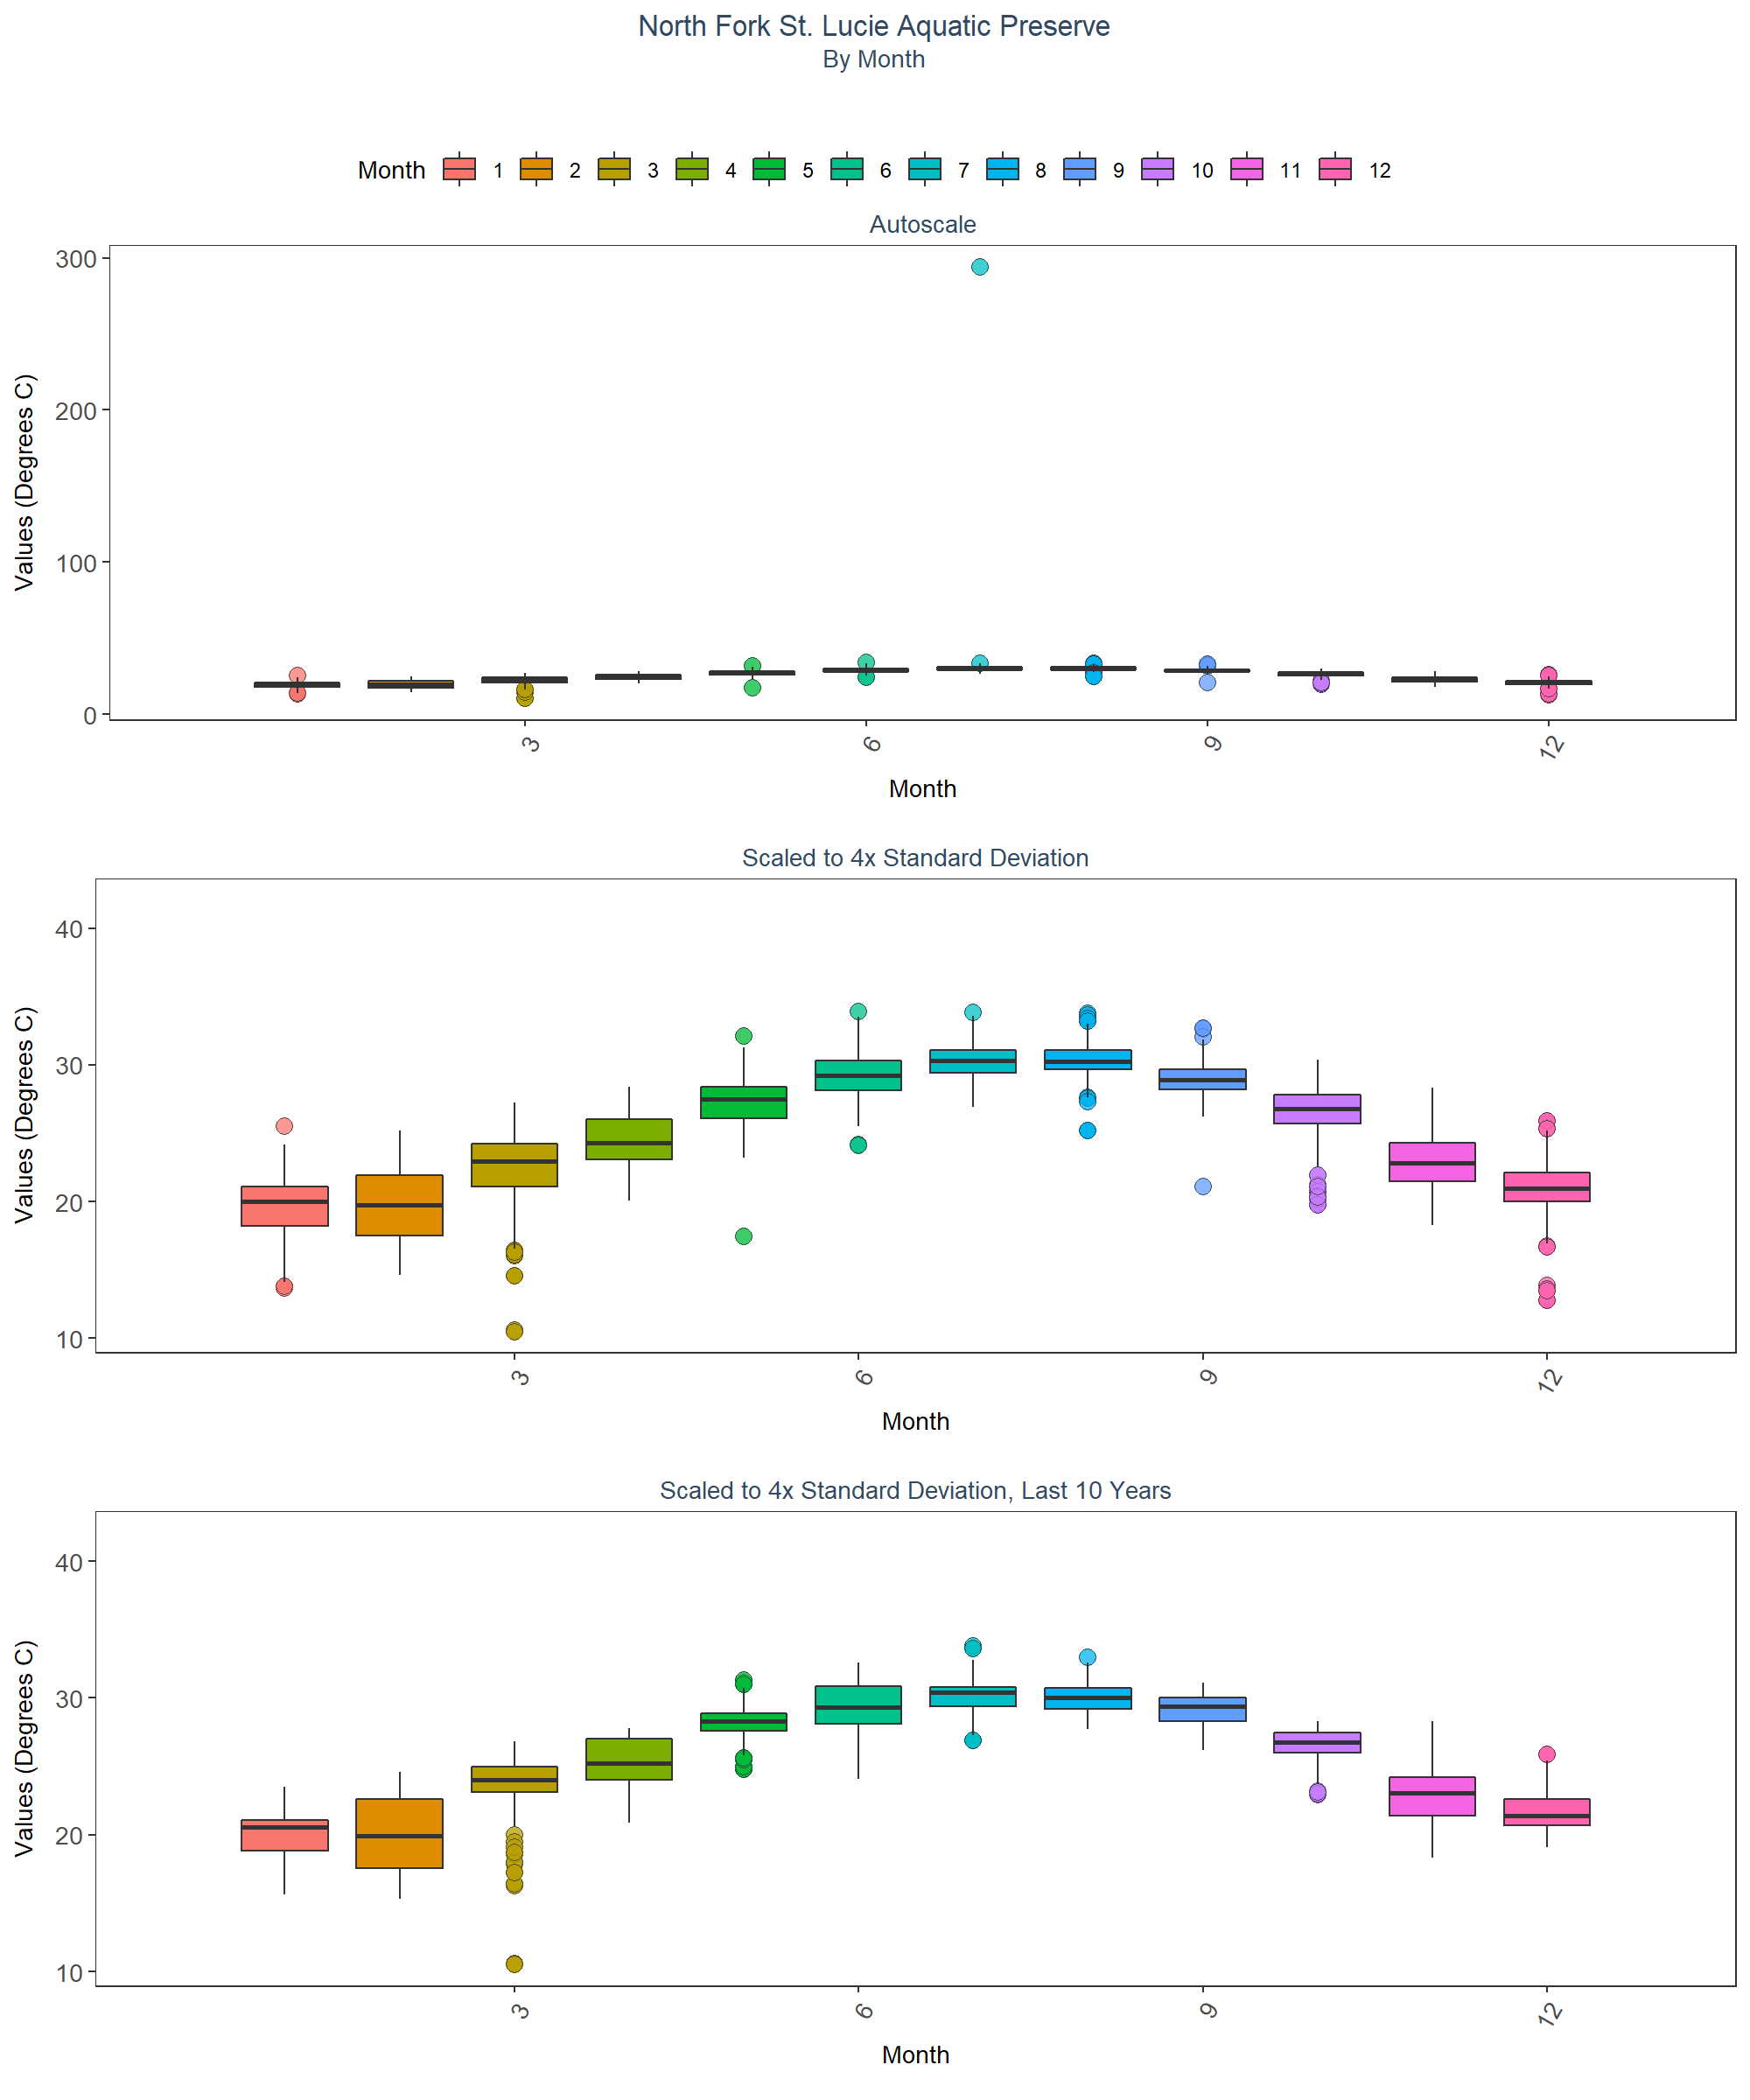 North Fork St. Lucie Aquatic Preserve
By Month
Month 1 2 3 4 5 6 7 8 9 10 11 12
Autoscale
Values (Degrees C)
300
200
100
0
3 6 9 12
Month
Scaled to 4x Standard Deviation
Values (Degrees C)
40
30
20
10
3 6 9 12
Month
Scaled to 4x Standard Deviation, Last 10 Years
Values (Degrees C)
40
30
20
10
3 6 9 12
Month